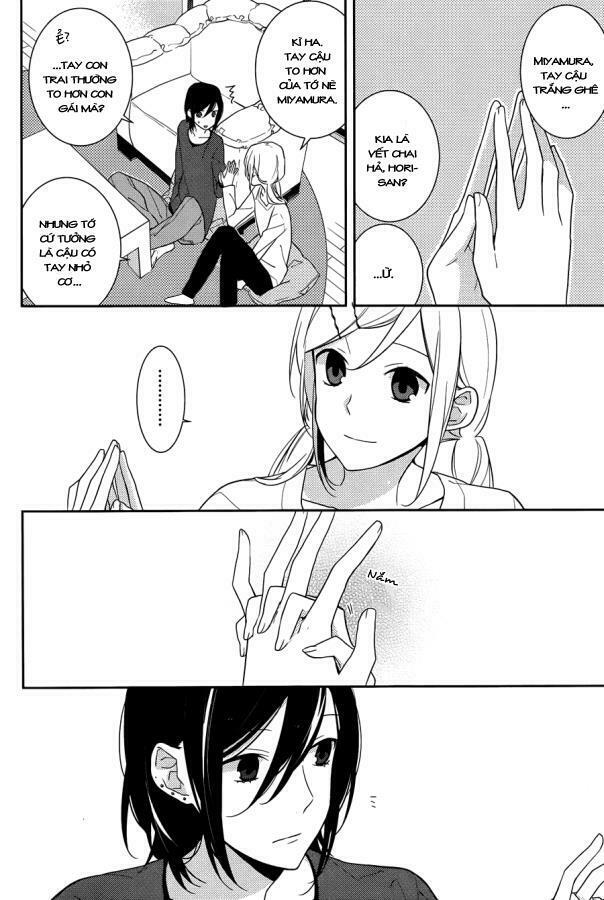 MIYAMURA,
TAY CẬU
TRẮNG GHÊ
...
KIA LÀ
VẾT CHAI
HẢ, HORI-
SAN?
...Ừ.
KÌ HA.
TAY CẬU
TO HƠN
CỦA TỚ NÈ
MIYAMURA.
Ể?
...TAY CON
TRAI THƯỜNG
TO HƠN CON
GÁI MÀ?
NHƯNG TỚ
CỨ TƯỞNG
LÀ CẬU CÓ
TAY NHỎ
CƠ...
.........
Nắm